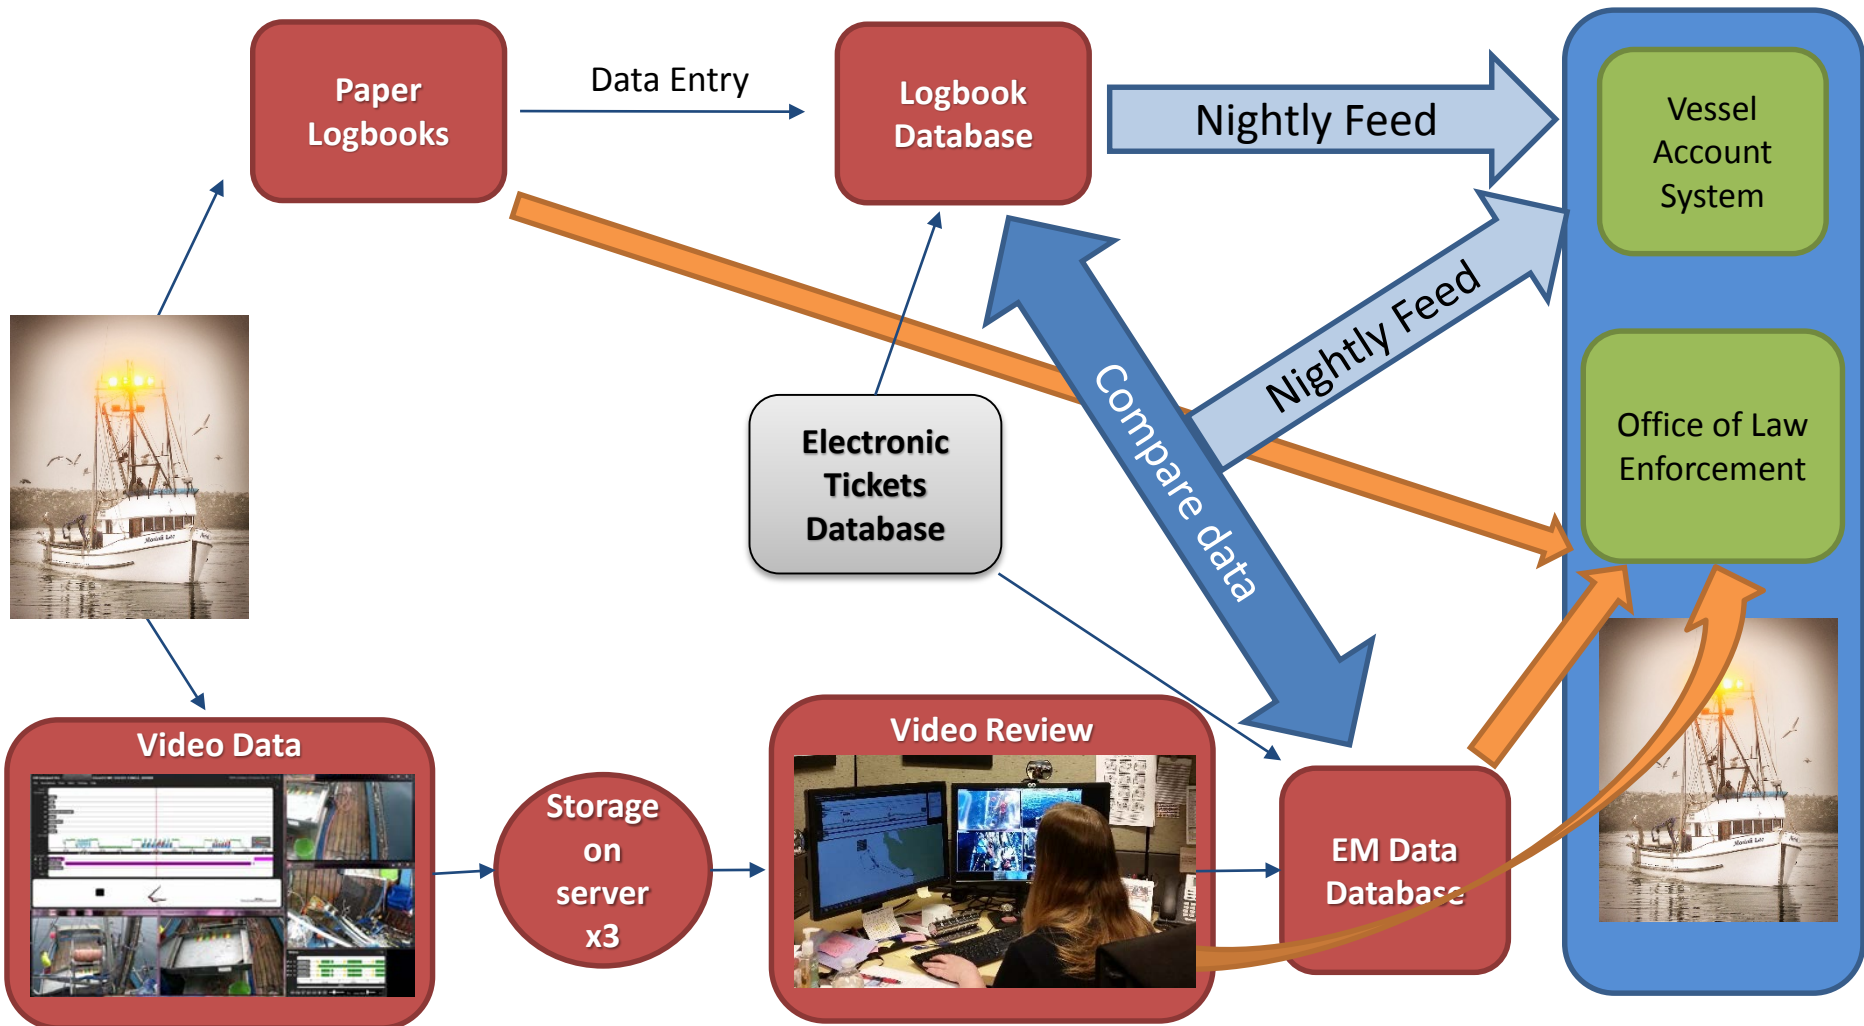 Paper
Logbooks
Data Entry
Logbook
Database
Nightly Feed
Vessel
Account
System
Nightly Feed
Compare data
Electronic
Tickets
Database
Office of Law
Enforcement
Video Data
Storage
on
server
x3
Video Review
EM Data
Database